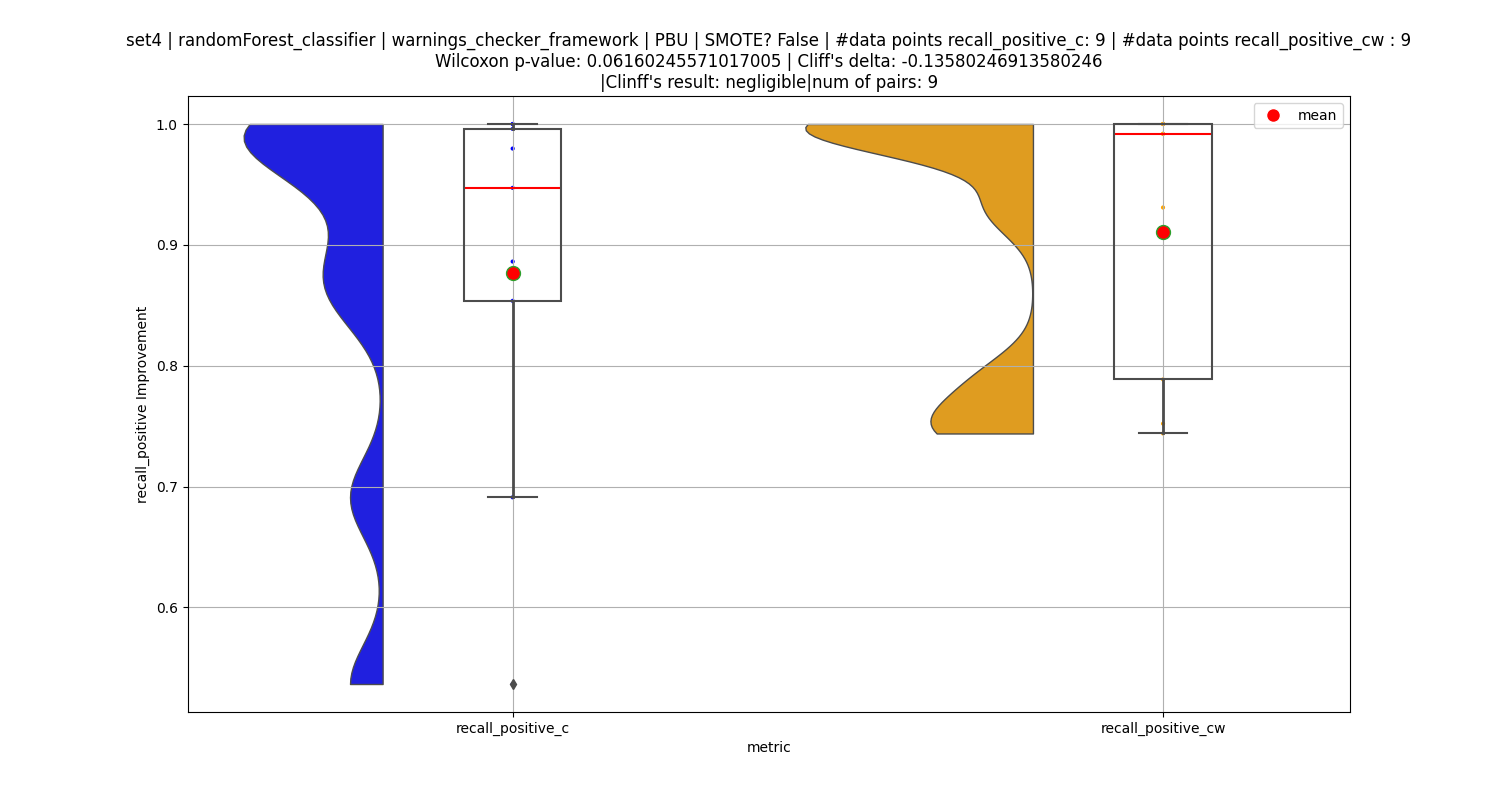 set4 | randomForest_classifier | warnings_checker_framework | PBU | SMOTE? False | #data points recall_positive_c: 9 | #data points recall_positive_cw : 9
Wilcoxon p-value: 0.06160245571017005 | Cliff's delta: -0.13580246913580246
|Clinff's result: negligible|num of pairs: 9
mean
1.0
0.9
0.8
0.7
0.6
recall_positive Improvement
recall_positive_c
recall_positive_cw
metric